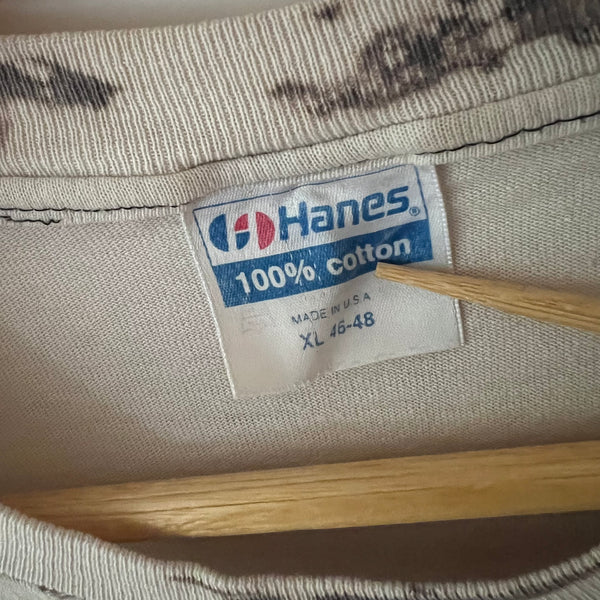 Hanes®
100% cotton
MADE IN U.S.A
XL 46-48